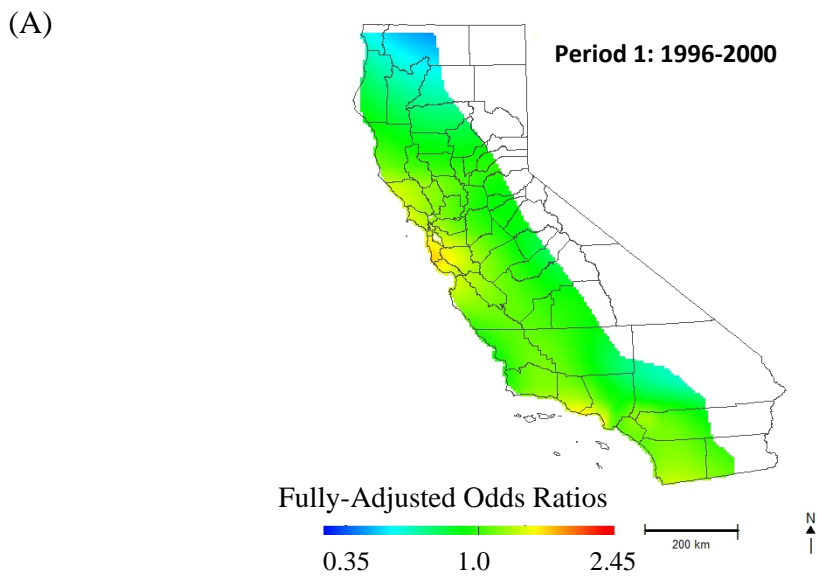 (A)
Period 1: 1996-2000
Fully-Adjusted Odds Ratios
0.35 1.0 2.45
200 km
N